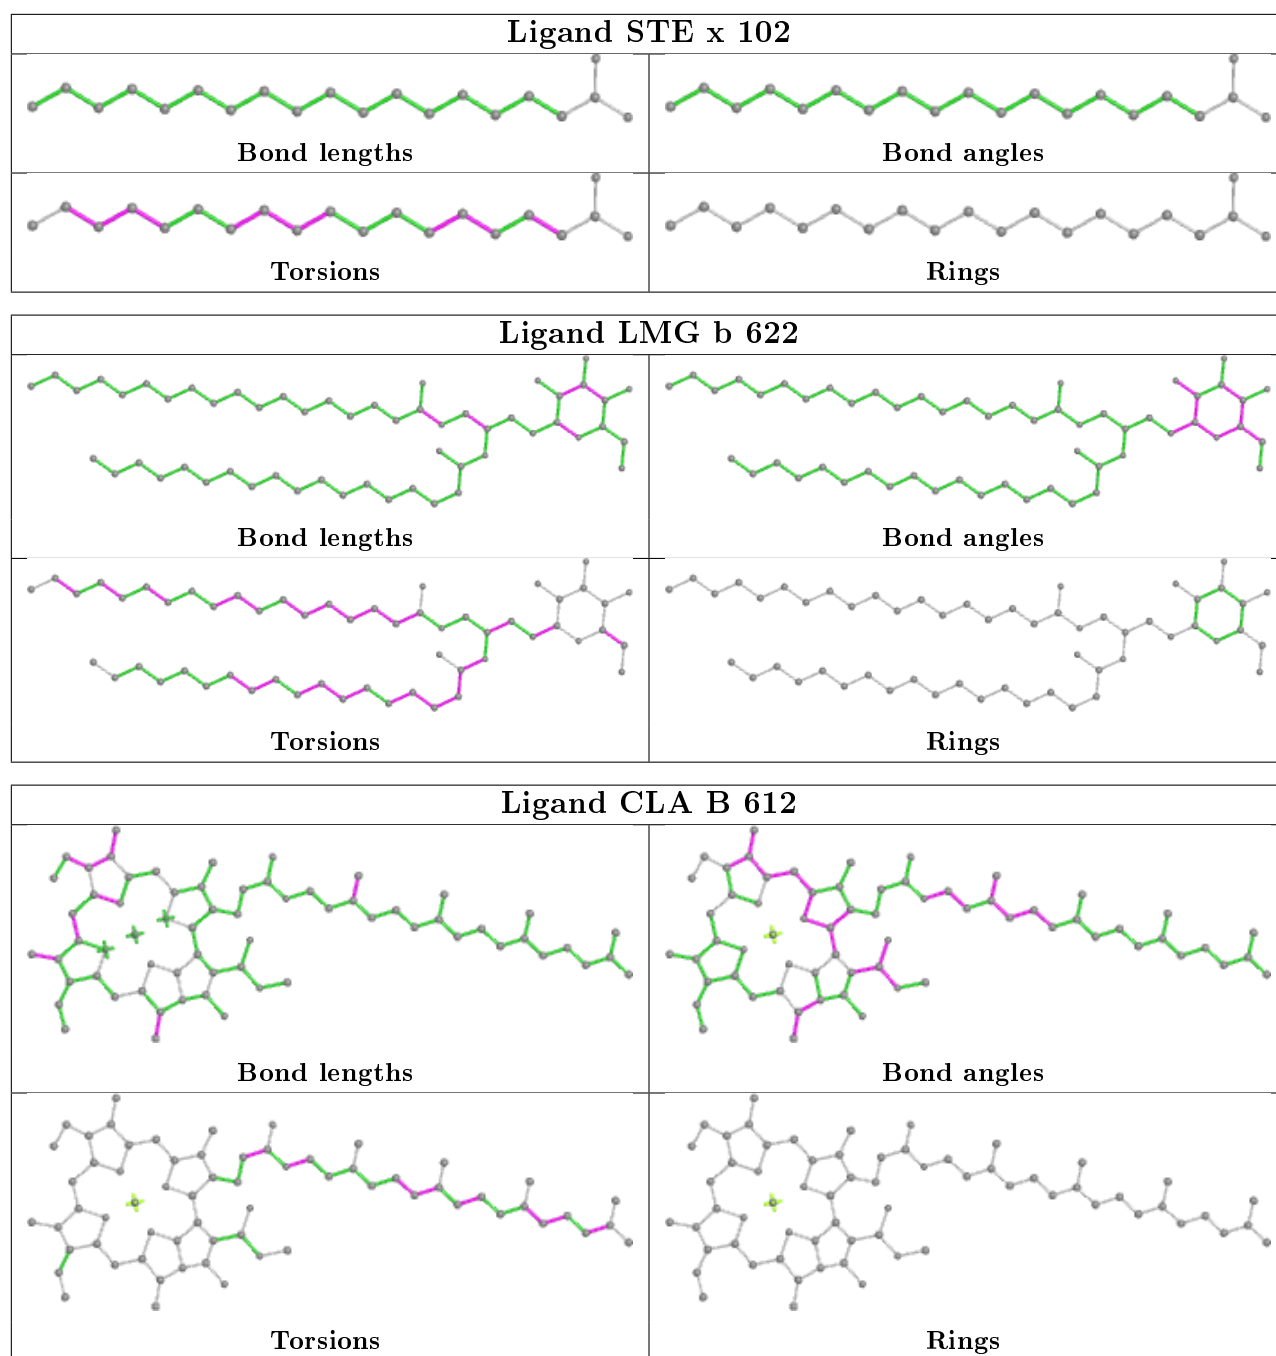 Ligand STE x 102
Bond lengths
Bond angles
Torsions
Rings
Ligand LMG b 622
Bond lengths
Bond angles
Torsions
Rings
Ligand CLA B 612
Bond lengths
Bond angles
Torsions
Rings